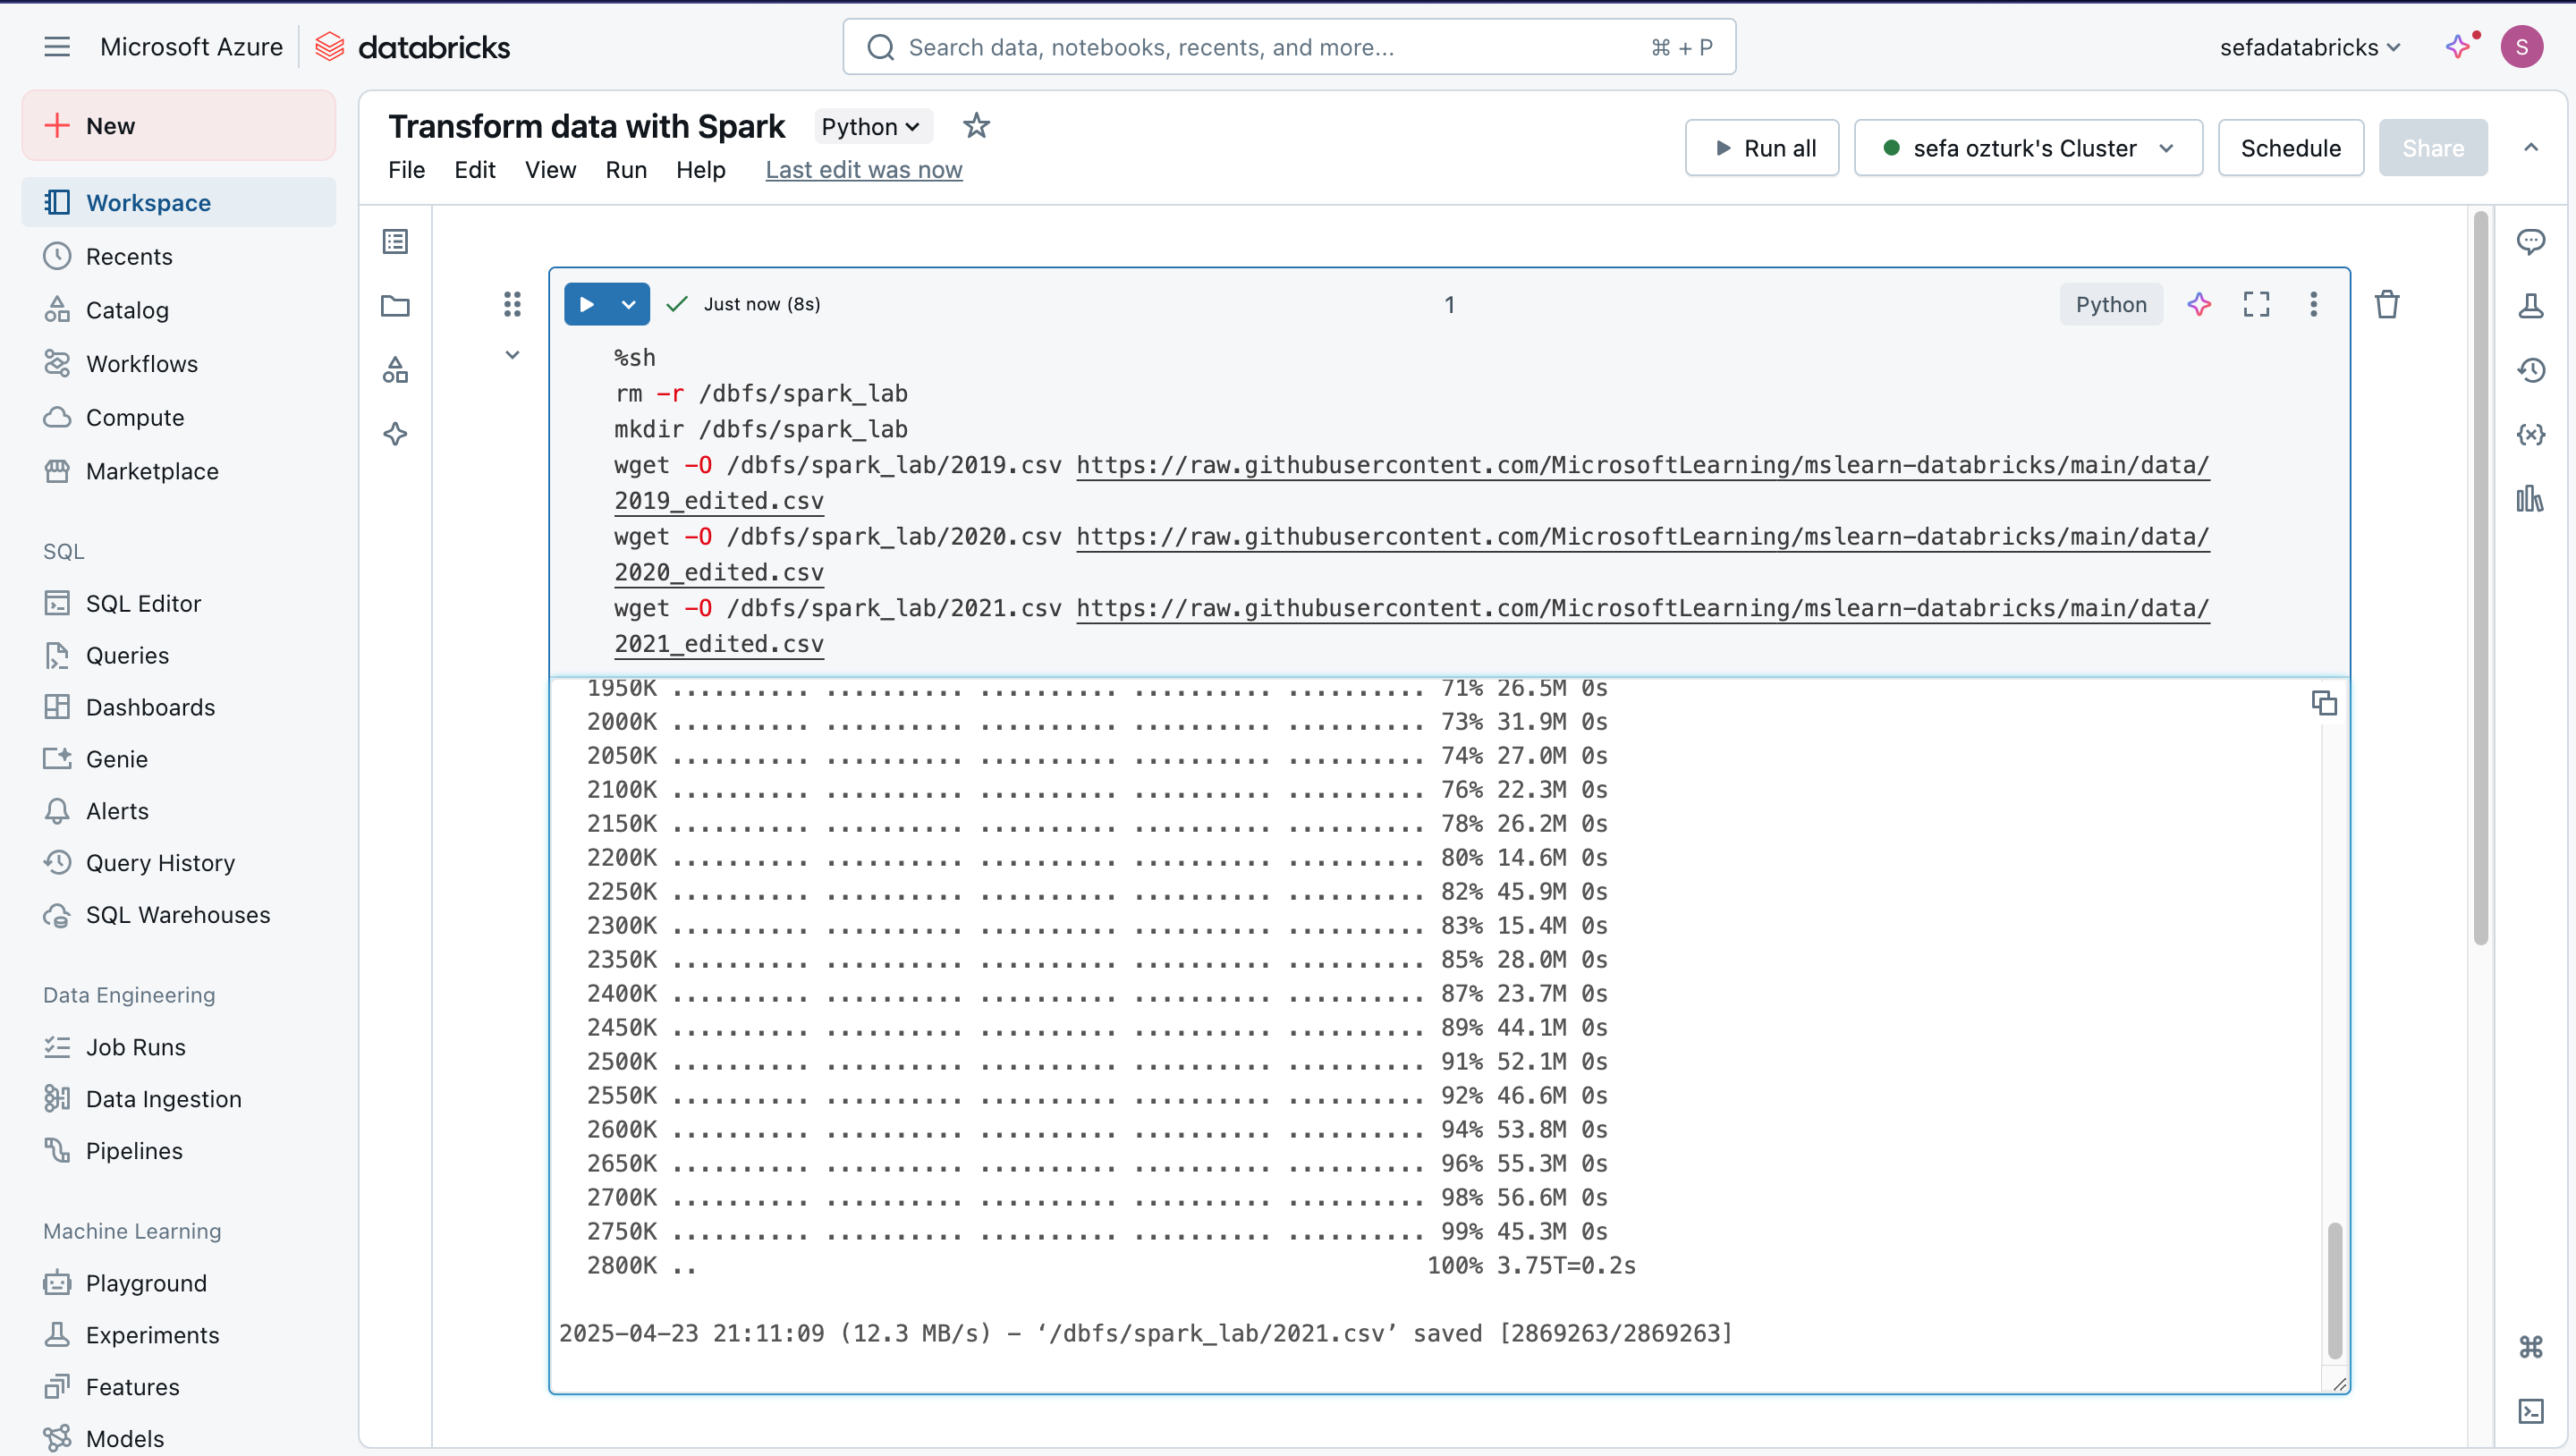 Microsoft Azure databricks
Search data, notebooks, recents, and more...
⌘ + P
sefadatabricks
S
New
Workspace
Recents
Catalog
Workflows
Compute
Marketplace
SQL
SQL Editor
Queries
Dashboards
Genie
Alerts
Query History
SQL Warehouses
Data Engineering
Job Runs
Data Ingestion
Pipelines
Machine Learning
Playground
Experiments
Features
Models
Transform data with Spark
Python
File Edit View Run Help Last edit was now
Run all
sefa ozturk's Cluster
Schedule
Share
Just now (8s)
1
Python
%sh
rm -r /dbfs/spark_lab
mkdir /dbfs/spark_lab
wget -O /dbfs/spark_lab/2019.csv https://raw.githubusercontent.com/MicrosoftLearning/mslearn-databricks/main/data/
2019_edited.csv
wget -O /dbfs/spark_lab/2020.csv https://raw.githubusercontent.com/MicrosoftLearning/mslearn-databricks/main/data/
2020_edited.csv
wget -O /dbfs/spark_lab/2021.csv https://raw.githubusercontent.com/MicrosoftLearning/mslearn-databricks/main/data/
2021_edited.csv
1950K .......... .......... .......... .......... .......... 71% 26.5M 0s
2000K .......... .......... .......... .......... .......... 73% 31.9M 0s
2050K .......... .......... .......... .......... .......... 74% 27.0M 0s
2100K .......... .......... .......... .......... .......... 76% 22.3M 0s
2150K .......... .......... .......... .......... .......... 78% 26.2M 0s
2200K .......... .......... .......... .......... .......... 80% 14.6M 0s
2250K .......... .......... .......... .......... .......... 82% 45.9M 0s
2300K .......... .......... .......... .......... .......... 83% 15.4M 0s
2350K .......... .......... .......... .......... .......... 85% 28.0M 0s
2400K .......... .......... .......... .......... .......... 87% 23.7M 0s
2450K .......... .......... .......... .......... .......... 89% 44.1M 0s
2500K .......... .......... .......... .......... .......... 91% 52.1M 0s
2550K .......... .......... .......... .......... .......... 92% 46.6M 0s
2600K .......... .......... .......... .......... .......... 94% 53.8M 0s
2650K .......... .......... .......... .......... .......... 96% 55.3M 0s
2700K .......... .......... .......... .......... .......... 98% 56.6M 0s
2750K .......... .......... .......... .......... .......... 99% 45.3M 0s
2800K .. 100% 3.75T=0.2s
2025-04-23 21:11:09 (12.3 MB/s) - ‘/dbfs/spark_lab/2021.csv’ saved [2869263/2869263]